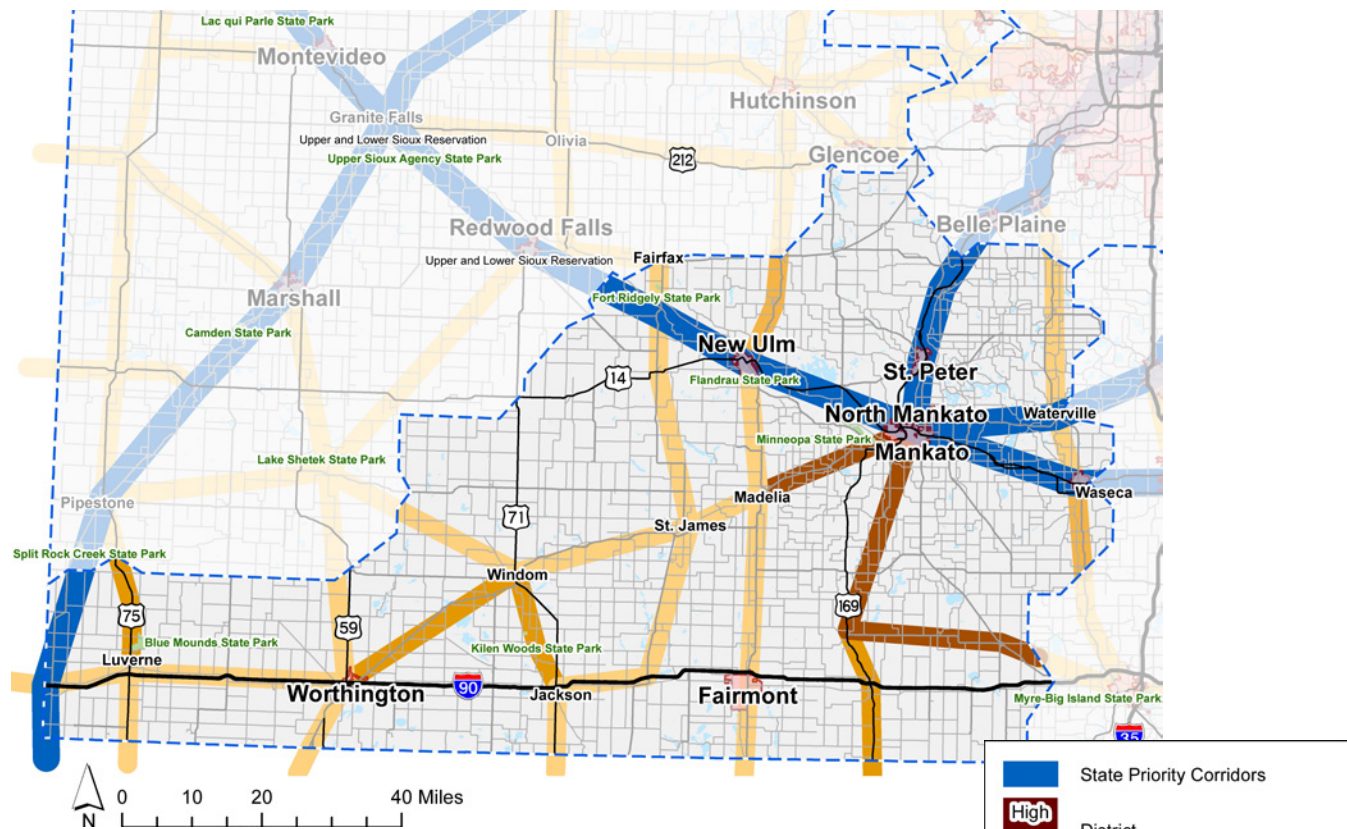 Lac qui Parle State Park
Montevideo
Hutchinson
Granite Falls
Upper and Lower Sioux Reservation
Olivia
Upper Sioux Agency State Park
212
Glencoe
Redwood Falls
Belle Plaine
Upper and Lower Sioux Reservation
Fairfax
Marshall
Fort Ridgely State Park
Camden State Park
New Ulm
St. Peter
14
Flandrau State Park
North Mankato
Waterville
Minneopa State Park
Mankato
Lake Shetek State Park
Waseca
Pipestone
Madelia
71
St. James
Split Rock Creek State Park
Windom
75
59
169
Blue Mounds State Park
Kilen Woods State Park
Luverne
Worthington
90
Jackson
Fairmont
Myre-Big Island State Park
35
State Priority Corridors
High
District
N
0 10 20 40 Miles